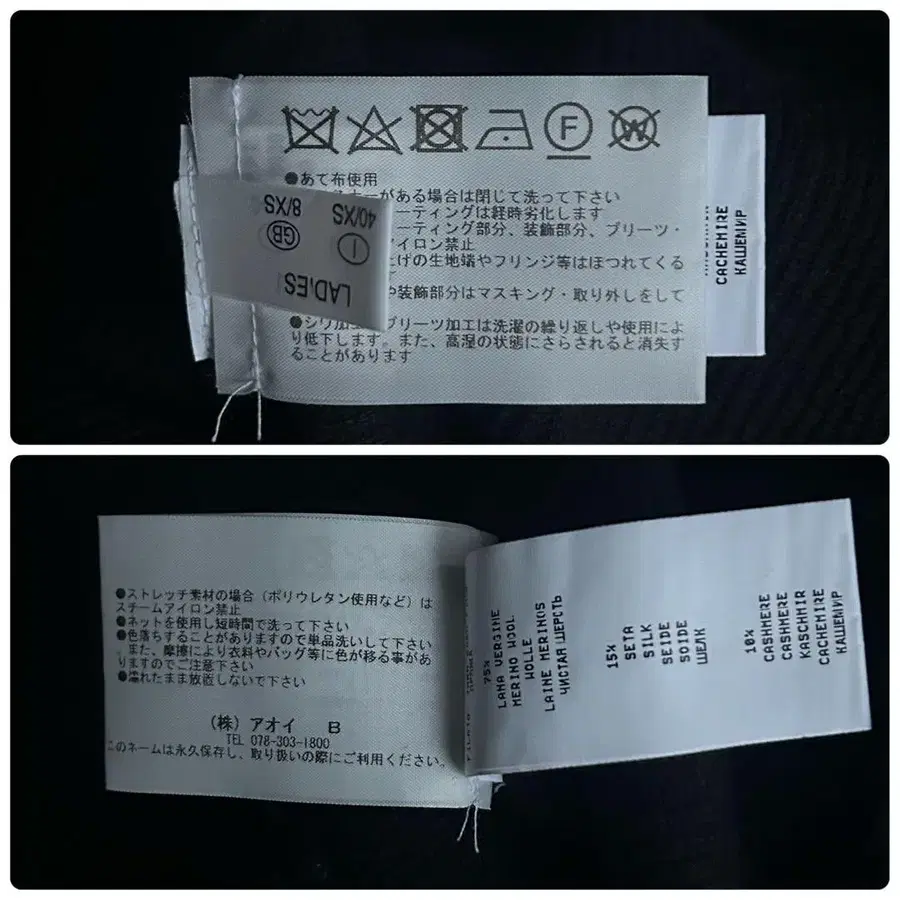 F
W
●あて布使用
ーがある場合は閉じて洗って下さい
ーティングは経時劣化します
ーティング部分、装飾部分、プリーツ・
アイロン禁止
上げの生地端やフリンジ等はほつれてくる
や装飾部分はマスキング・取り外しをして
●シワ加工・プリーツ加工は洗濯の繰り返しや使用によ
り低下します。また、高湿の状態にさらされると消失す
ることがあります
LADIES
I
40/XS
GB
8/XS
CACHEMIRE
КАШЕМИР
●ストレッチ素材の場合（ポリウレタン使用など）は
スチームアイロン禁止
●ネットを使用し短時間で洗って下さい
●色落ちすることがありますので単品洗いして下さい
。また、摩擦により衣料やバッグ等に色が移る事があ
りますのでご注意下さい
●濡れたまま放置しないで下さい
（株）アオイ B
TEL 078-303-1800
このネームは永久保存し、取り扱いの際にご利用ください。
75%
LANA VERGINE
MERINO WOOL
WOLLE
LAINE MERINOS
ЧИСТАЯ ШЕРСТЬ
15%
SETA
SILK
SEIDE
SOIDE
ШЕЛК
10%
CASHMERE
CASHMERE
KASCHMIR
CACHEMIRE
КАШЕМИР